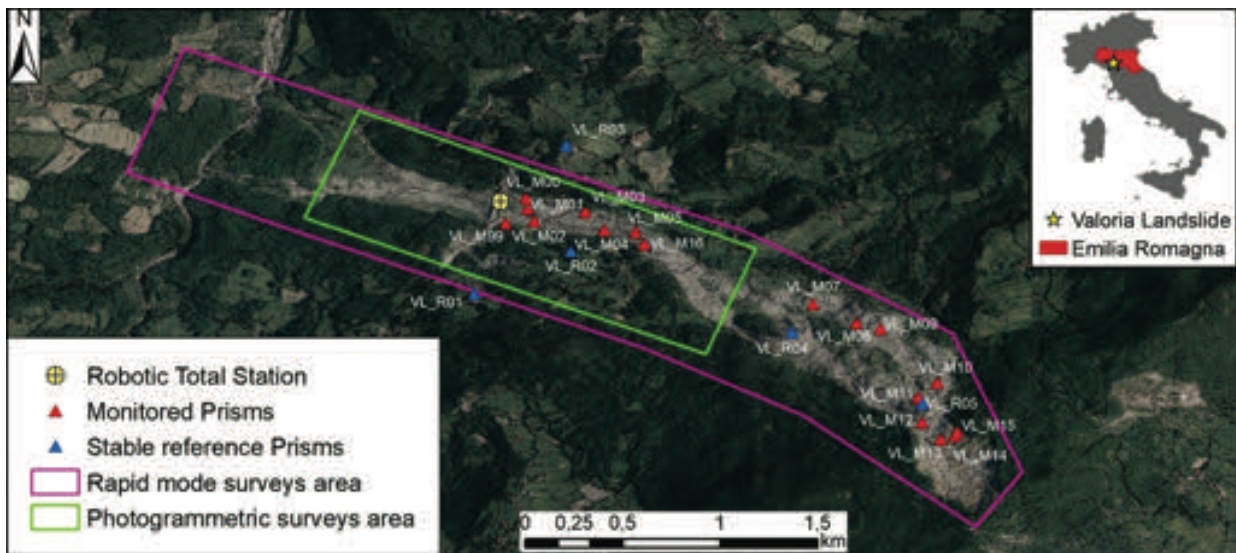 N
VL_R03
VL_M03
VL_M01
VL_M05
VL_M99
VL_M02
VL_M04
VL_M16
VL_R02
VL_R01
VL_M07
VL_M09
VL_R04
VL_M10
VL_M11
VL_R05
VL_M12
VL_M15
VL_M13
VL_M14
Valoria Landslide
Emilia Romagna
Robotic Total Station
Monitored Prisms
Stable reference Prisms
Rapid mode surveys area
Photogrammetric surveys area
0 0,25 0,5 1 1,5
km